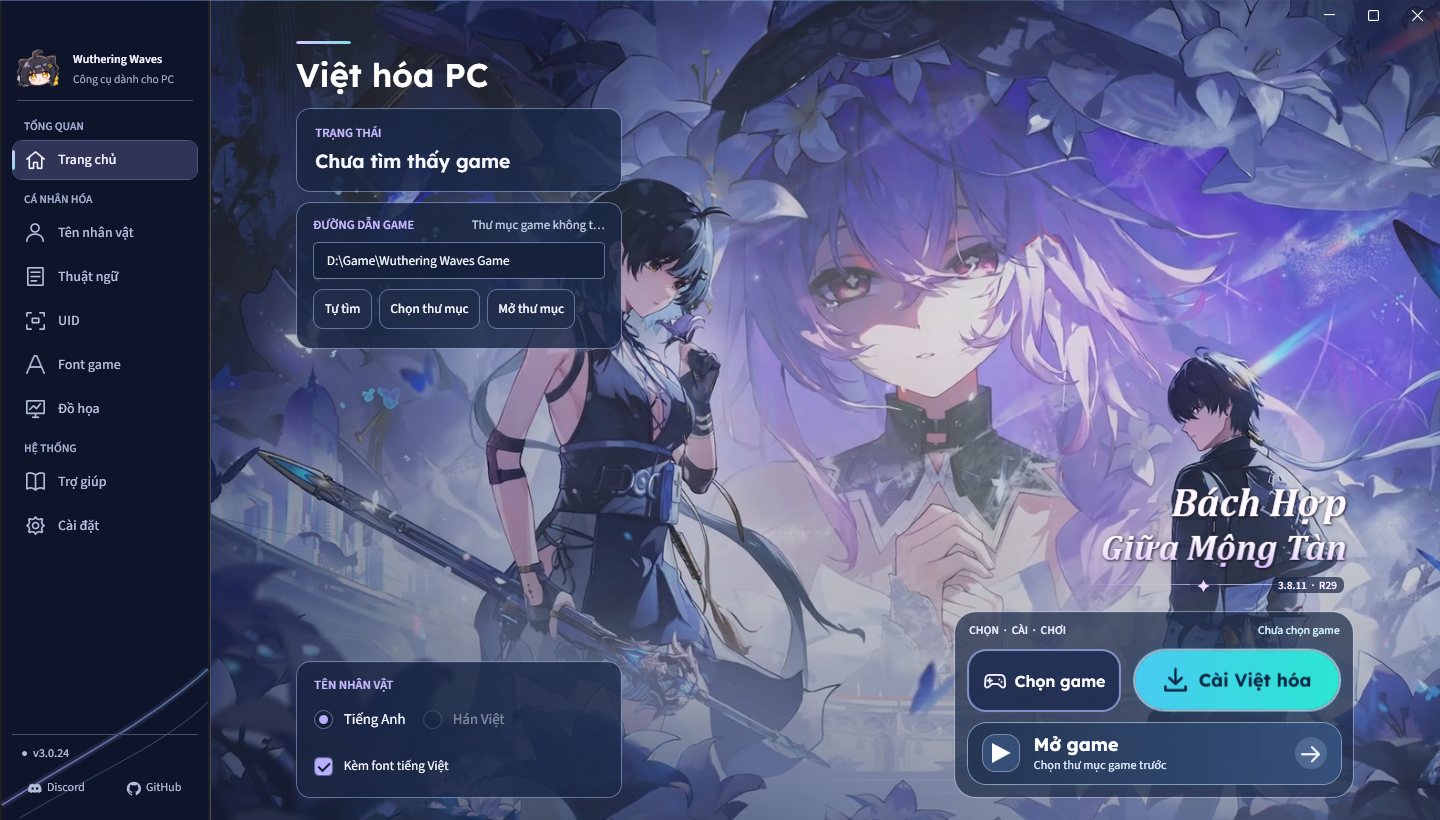 Wuthering Waves
Công cụ dành cho PC
TỔNG QUAN
Trang chủ
CÁ NHÂN HÓA
Tên nhân vật
Thuật ngữ
UID
Font game
Đồ họa
HỆ THỐNG
Trợ giúp
Cài đặt
v3.0.24
Discord
GitHub
Việt hóa PC
TRẠNG THÁI
Chưa tìm thấy game
ĐƯỜNG DẪN GAME
Thư mục game không t...
D:\Game\Wuthering Waves Game
Tự tìm
Chọn thư mục
Mở thư mục
TÊN NHÂN VẬT
Tiếng Anh
Hán Việt
Kèm font tiếng Việt
Bách Hợp
Giữa Mộng Tàn
3.8.11 · R29
CHỌN · CÀI · CHƠI
Chưa chọn game
Chọn game
Cài Việt hóa
Mở game
Chọn thư mục game trước